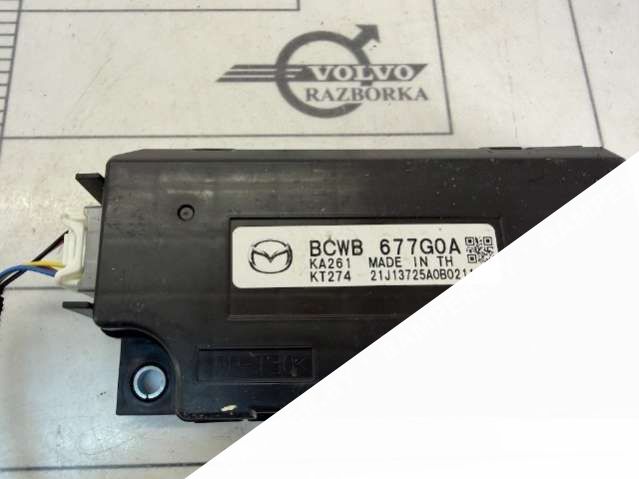 VOLVO
RAZBORKA
BCWB 677G0A
KA261 MADE IN TH
KT274 21J13725A0B021